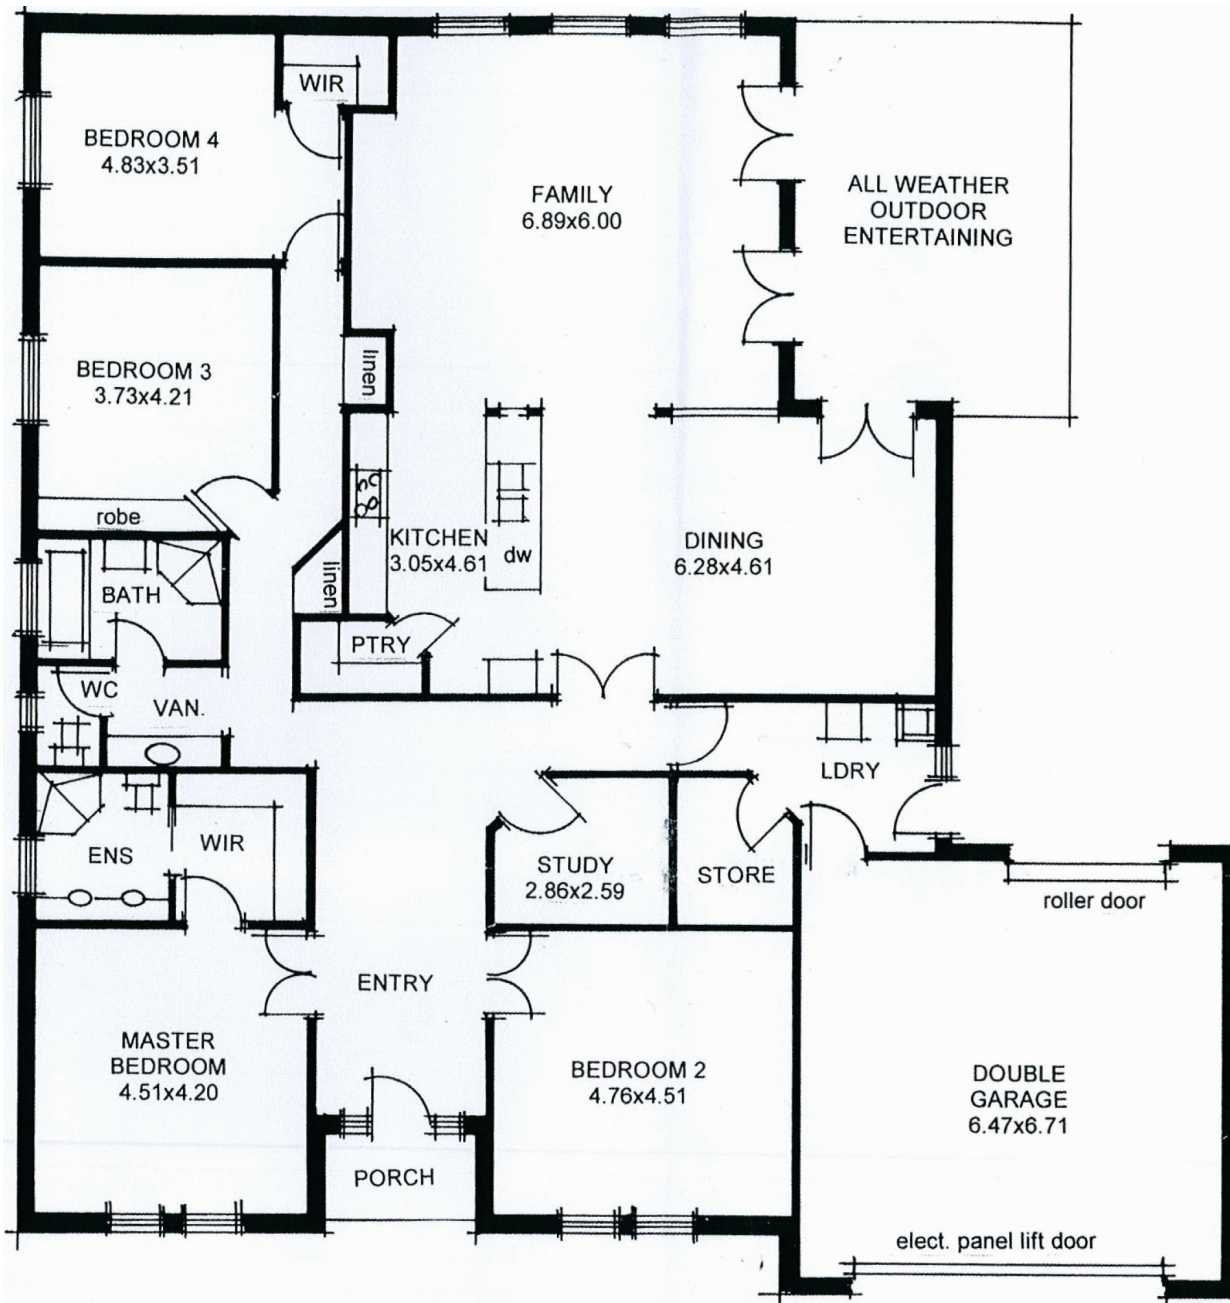 WIR
BEDROOM 4
4.83x3.51
FAMILY
6.89x6.00
ALL WEATHER
OUTDOOR
ENTERTAINING
BEDROOM 3
3.73x4.21
linen
robe
KITCHEN
3.05x4.61
dw
DINING
6.28x4.61
BATH
linen
PTRY
WC
VAN.
LDRY
ENS
WIR
STUDY
2.86x2.59
STORE
roller door
ENTRY
MASTER
BEDROOM
4.51x4.20
BEDROOM 2
4.76x4.51
DOUBLE
GARAGE
6.47x6.71
PORCH
elect. panel lift door